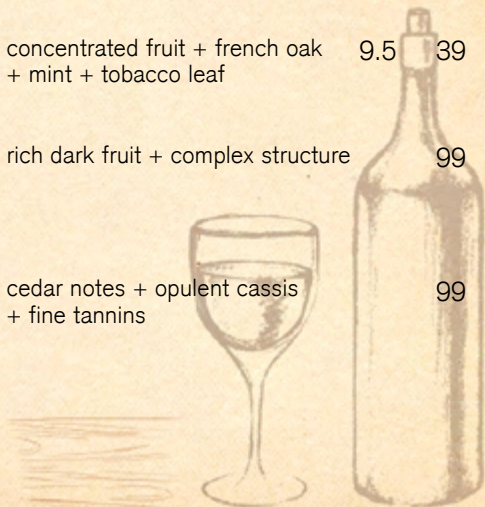 concentrated fruit + french oak 9.5 39
+ mint + tobacco leaf
rich dark fruit + complex structure 99
cedar notes + opulent cassis 99
+ fine tannins